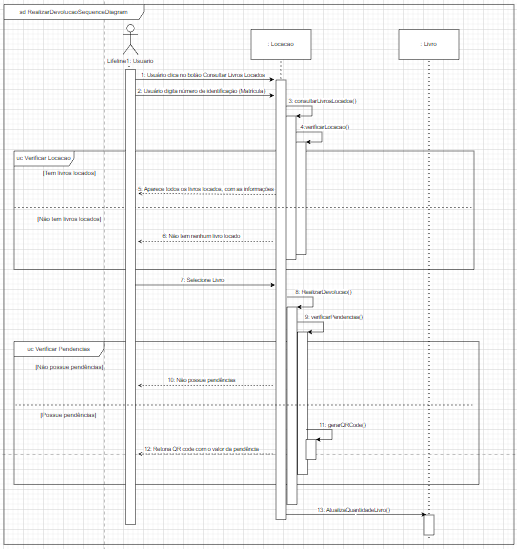 sd RealizarDevolucaoSequenceDiagram
Lifeline1: Usuario
: Locacao
: Livro
1: Usuário clica no botão Consultar Livros Locados
2: Usuário digita número de identificação (Matrícula)
3: consultarLivrosLocados()
4: verificarLocacao()
uc Verificar Locacao
[Tem livros locados]
5: Aparece todos os livros locados, com as informações
[Não tem livros locados]
6: Não tem nenhum livro locado
7: Selecione Livro
8: RealizarDevolucao()
9: verificarPendencias()
uc Verificar Pendencias
[Não possue pendências]
10: Não possue pendências
[Possue pendências]
11: gerarQRCode()
12: Retuna QR code com o valor da pendência
13: AtualizaQuantidadeLivro()